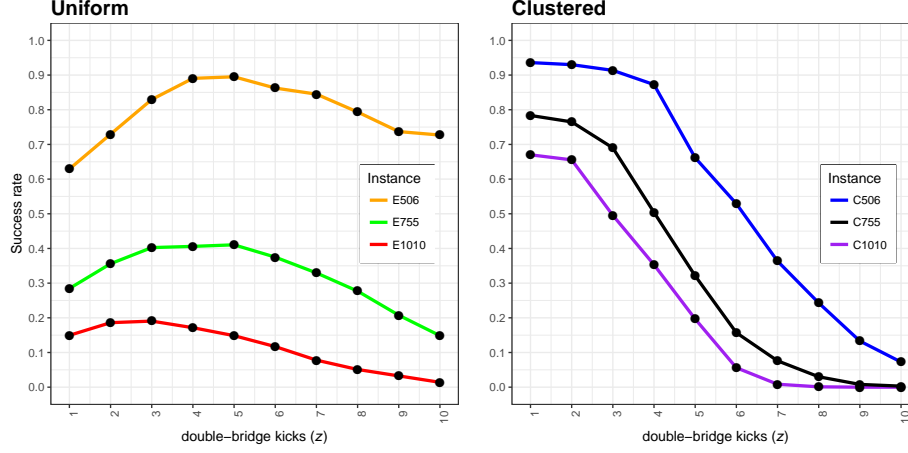 Uniform
Clustered
1.0
0.9
0.8
0.7
0.6
0.5
0.4
0.3
0.2
0.1
0.0
Success rate
1 2 3 4 5 6 7 8 9 10
double−bridge kicks (z)
Instance
E506
E755
E1010
1.0
0.9
0.8
0.7
0.6
0.5
0.4
0.3
0.2
0.1
0.0
1 2 3 4 5 6 7 8 9 10
double−bridge kicks (z)
Instance
C506
C755
C1010